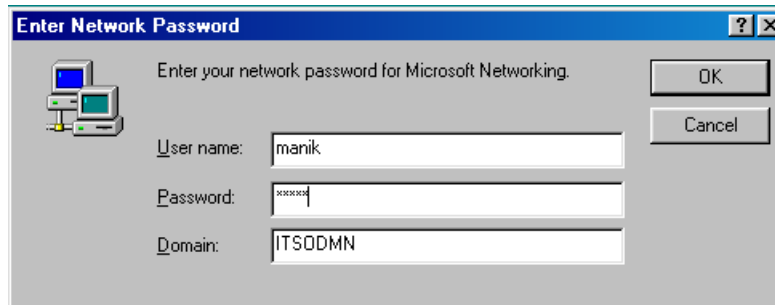 Enter Network Password
Enter your network password for Microsoft Networking.
OK
Cancel
User name: manik
Password: *****
Domain: ITSODMN